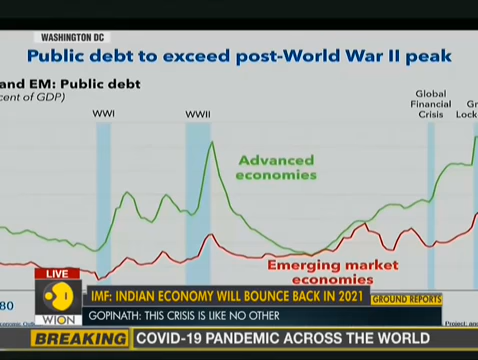 WASHINGTON DC
Public debt to exceed post-World War II peak
and EM: Public debt
cent of GDP)
WWI
WWII
Global
Financial
Crisis
Gr
Lock
Advanced
economies
Emerging market
economies
LIVE
80
WION
IMF: INDIAN ECONOMY WILL BOUNCE BACK IN 2021
GROUND REPORTS
GOPINATH: THIS CRISIS IS LIKE NO OTHER
BREAKING
COVID-19 PANDEMIC ACROSS THE WORLD